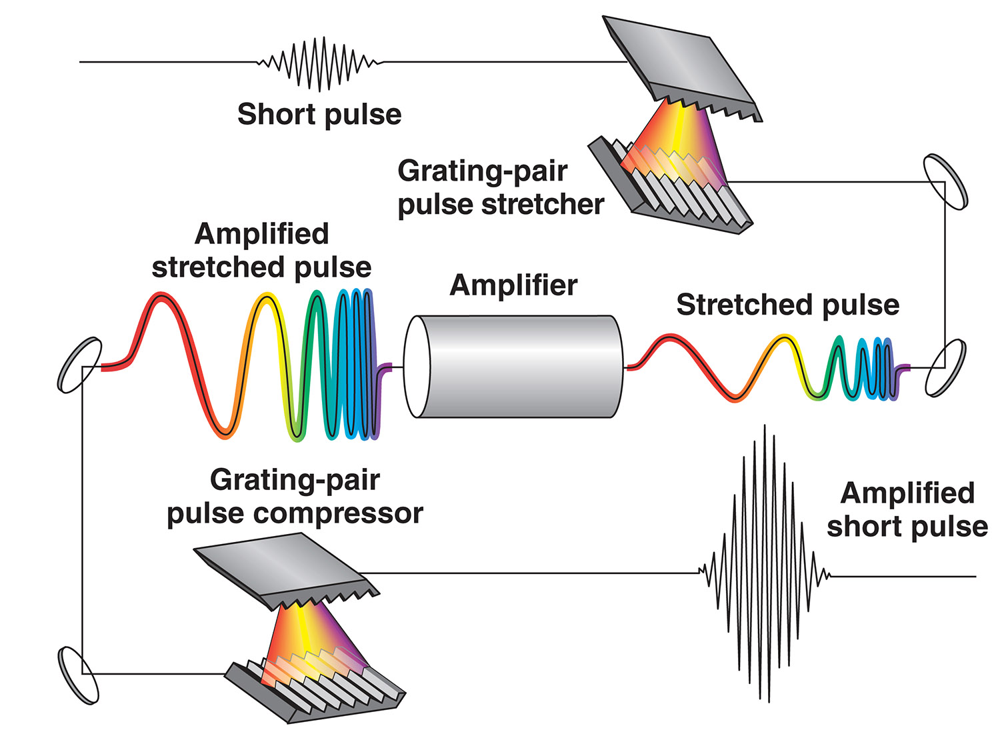 Short pulse
Grating-pair
pulse stretcher
Amplified
stretched pulse
Amplifier
Stretched pulse
Grating-pair
pulse compressor
Amplified
short pulse